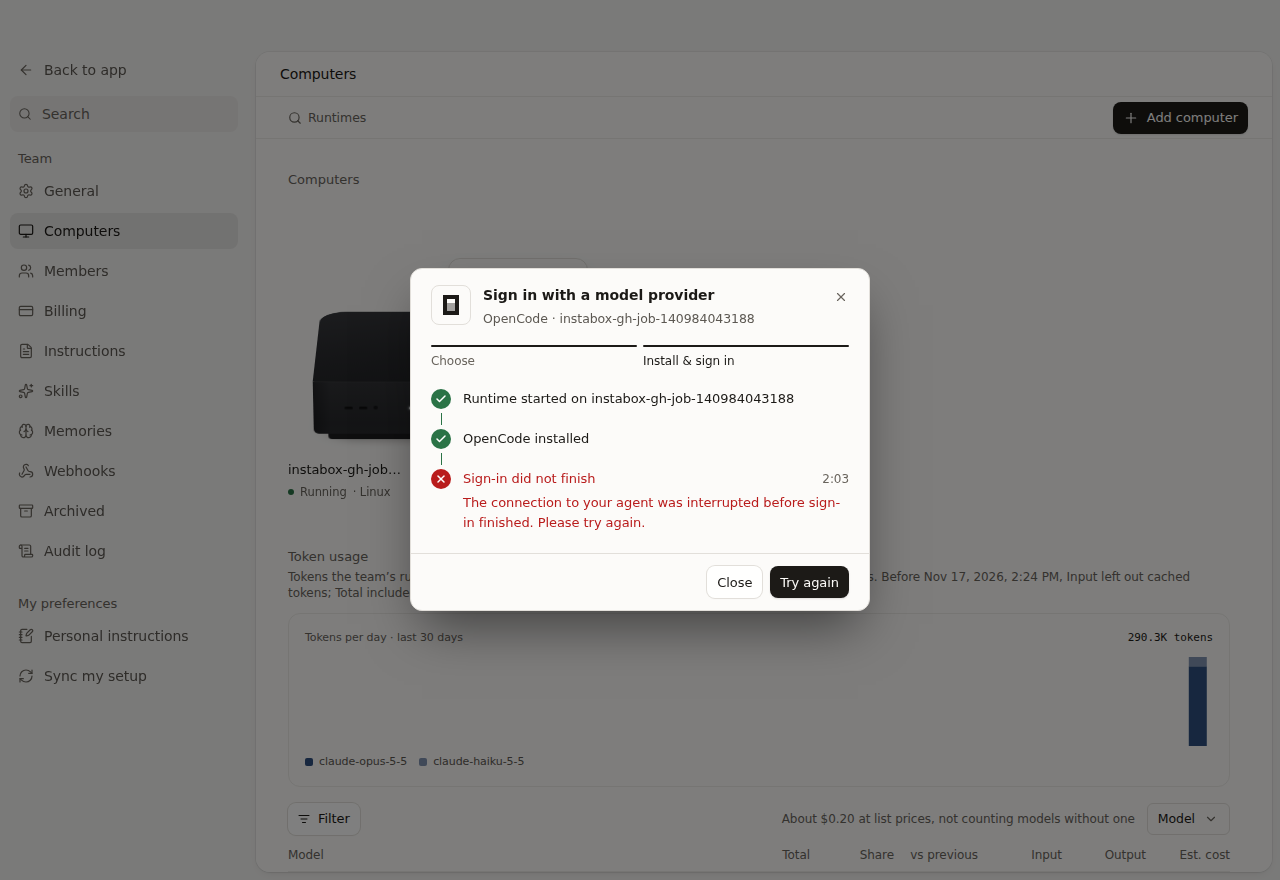 Back to app
Search
Team
General
Computers
Members
Billing
Instructions
Skills
Memories
Webhooks
Archived
Audit log
My preferences
Personal instructions
Sync my setup
Computers
Runtimes
Add computer
Computers
instabox-gh-job…
Running · Linux
Sign in with a model provider
OpenCode · instabox-gh-job-140984043188
Choose
Install & sign in
Runtime started on instabox-gh-job-140984043188
OpenCode installed
Sign-in did not finish
2:03
The connection to your agent was interrupted before sign-
in finished. Please try again.
Close
Try again
Token usage
Tokens the team’s
Before Nov 17, 2026, 2:24 PM, Input left out cached
tokens; Total
Tokens per day · last 30 days
290.3K tokens
claude-opus-5-5
claude-haiku-5-5
Filter
About $0.20 at list prices, not counting models without one
Model
Model
Total
Share
vs previous
Input
Output
Est. cost